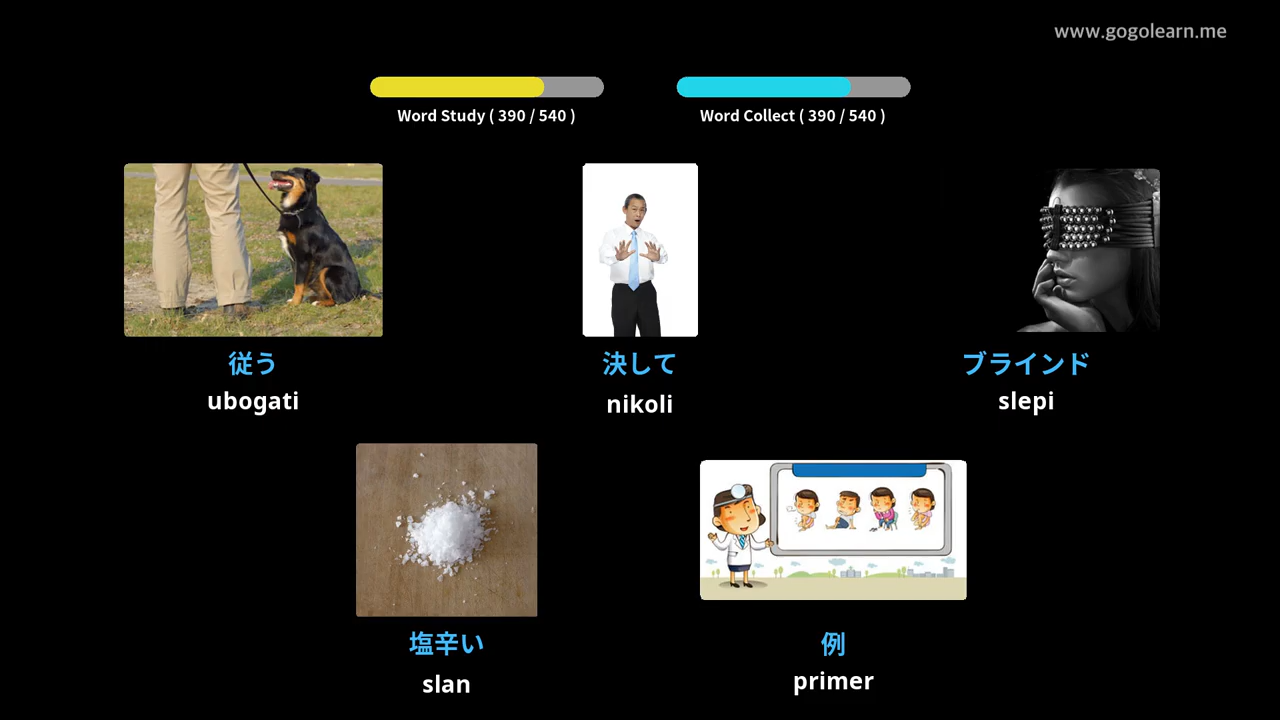 www.gogolearn.me
Word Study ( 390 / 540 )
Word Collect ( 390 / 540 )
従う
ubogati
決して
nikoli
ブラインド
slepi
塩辛い
slan
例
primer